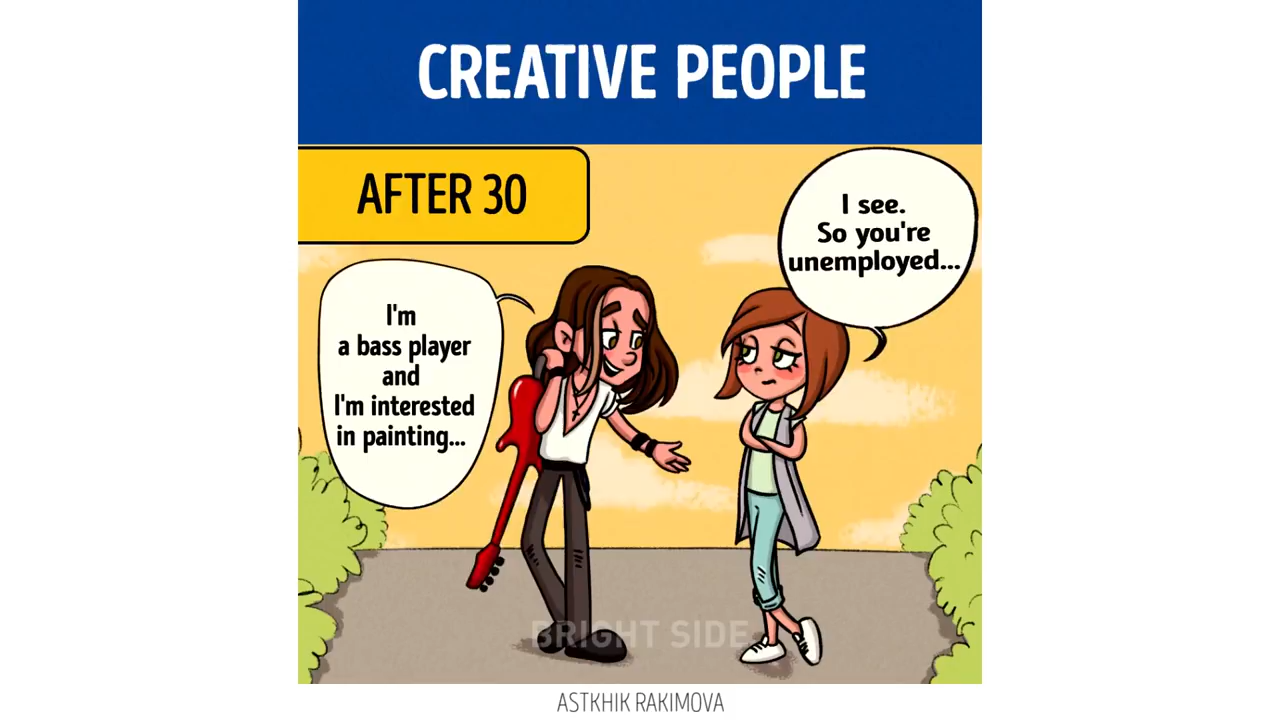 CREATIVE PEOPLE
AFTER 30
I'm
a bass player
and
I'm interested
in painting...
I see.
So you're
unemployed...
BRIGHT SIDE
ASTKHIK RAKIMOVA